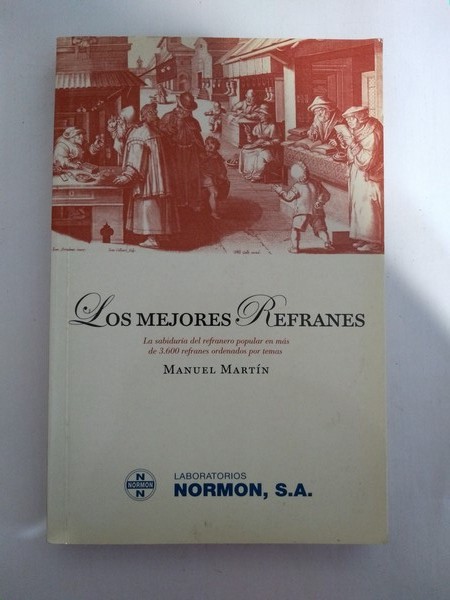 LOS MEJORES REFRANES
La sabiduría del refranero popular en más
de 3.600 refranes ordenados por temas
MANUEL MARTÍN
N
NORMON
N
LABORATORIOS
NORMON, S.A.